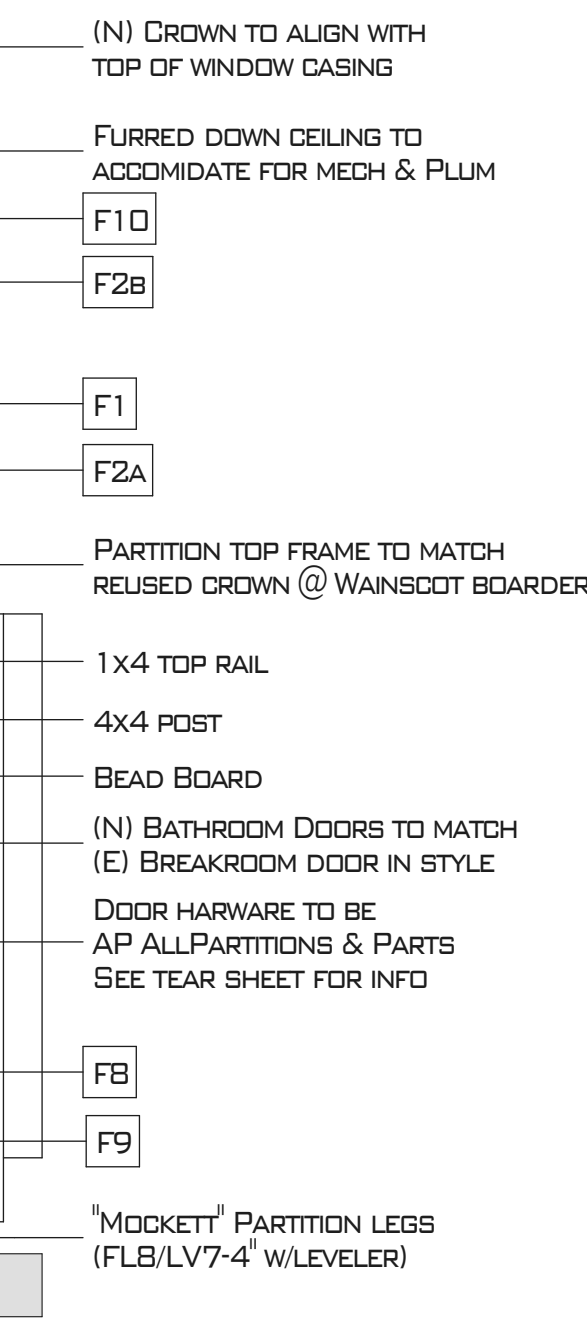 (N) Crown to align with
top of window casing
Furred down ceiling to
accomidate for mech & Plum
F10
F2B
F1
F2A
Partition top frame to match
reused crown @ Wainscot boarder
1x4 top rail
4x4 post
Bead Board
(N) Bathroom Doors to match
(E) Breakroom door in style
Door harware to be
AP AllPartitions & Parts
See tear sheet for info
F8
F9
"Mockett" Partition legs
(FL8/LV7-4" w/leveler)